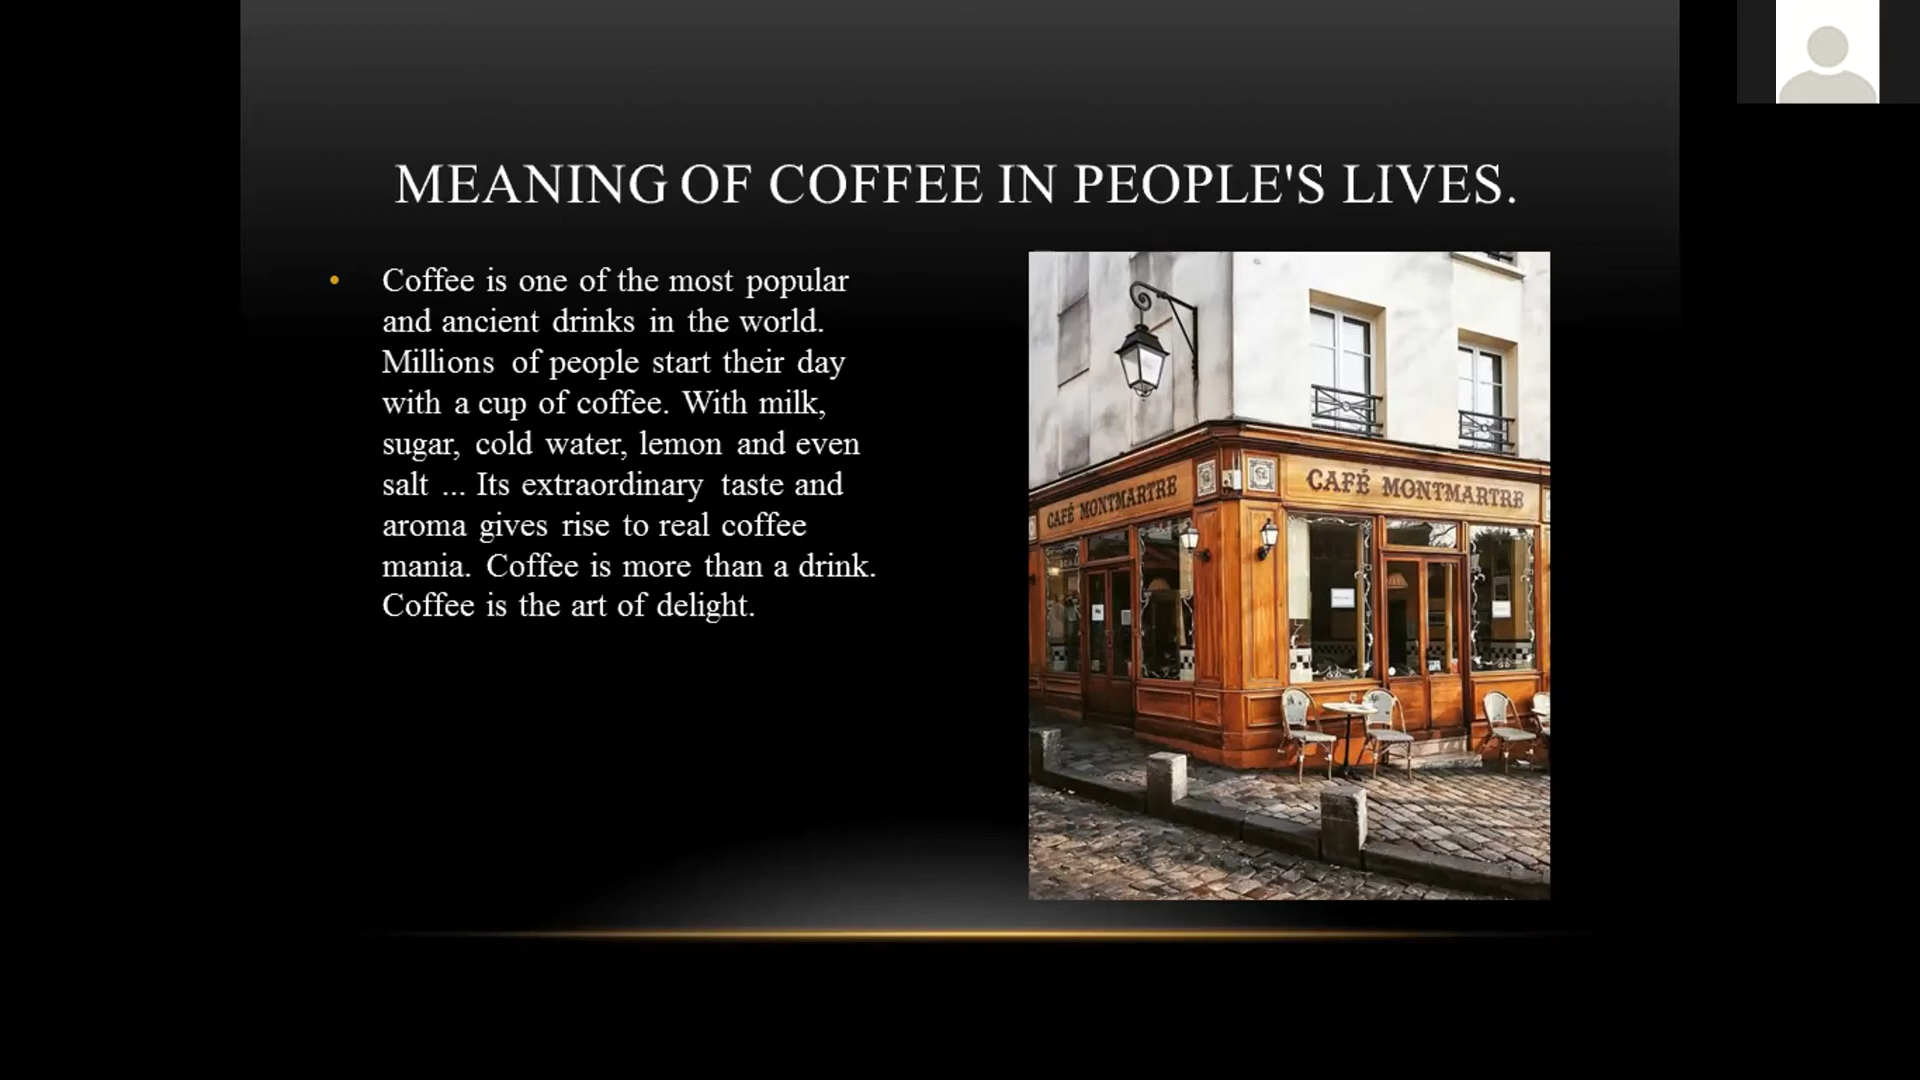 MEANING OF COFFEE IN PEOPLE'S LIVES.
• Coffee is one of the most popular
and ancient drinks in the world.
Millions of people start their day
with a cup of coffee. With milk,
sugar, cold water, lemon and even
salt ... Its extraordinary taste and
aroma gives rise to real coffee
mania. Coffee is more than a drink.
Coffee is the art of delight.
CAFÉ MONTMARTRE
CAFÉ MONTMARTRE